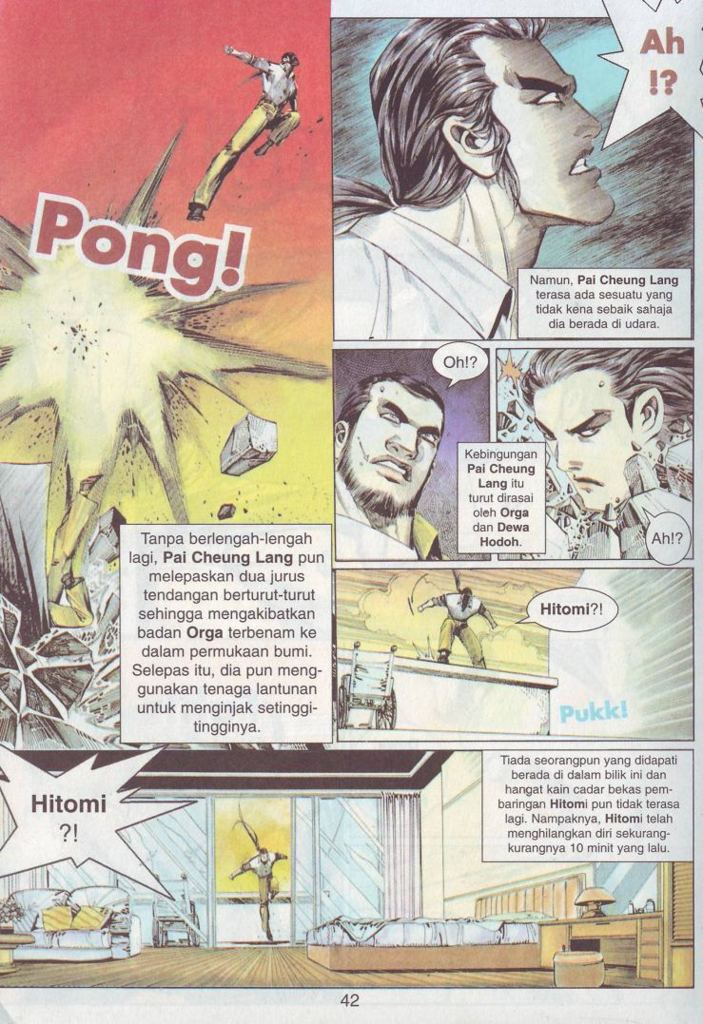 Pong!
Tanpa berlengah-lengah
lagi, Pai Cheung Lang pun
melepaskan dua jurus
tendangan berturut-turut
sehingga mengakibatkan
badan Orga terbenam ke
dalam permukaan bumi.
Selepas itu, dia pun meng-
gunakan tenaga lantunan
untuk menginjak setinggi-
tingginya.
Ah
!?
Namun, Pai Cheung Lang
terasa ada sesuatu yang
tidak kena sebaik sahaja
dia berada di udara.
Oh!?
Kebingungan
Pai Cheung
Lang itu
turut dirasai
oleh Orga
dan Dewa
Hodoh.
Ah!?
Hitomi?!
Pukk!
Hitomi
?!
Tiada seorangpun yang didapati
berada di dalam bilik ini dan
hangat kain cadar bekas pem-
baringan Hitomi pun tidak terasa
lagi. Nampaknya, Hitomi telah
menghilangkan diri sekurang-
kurangnya 10 minit yang lalu.
42